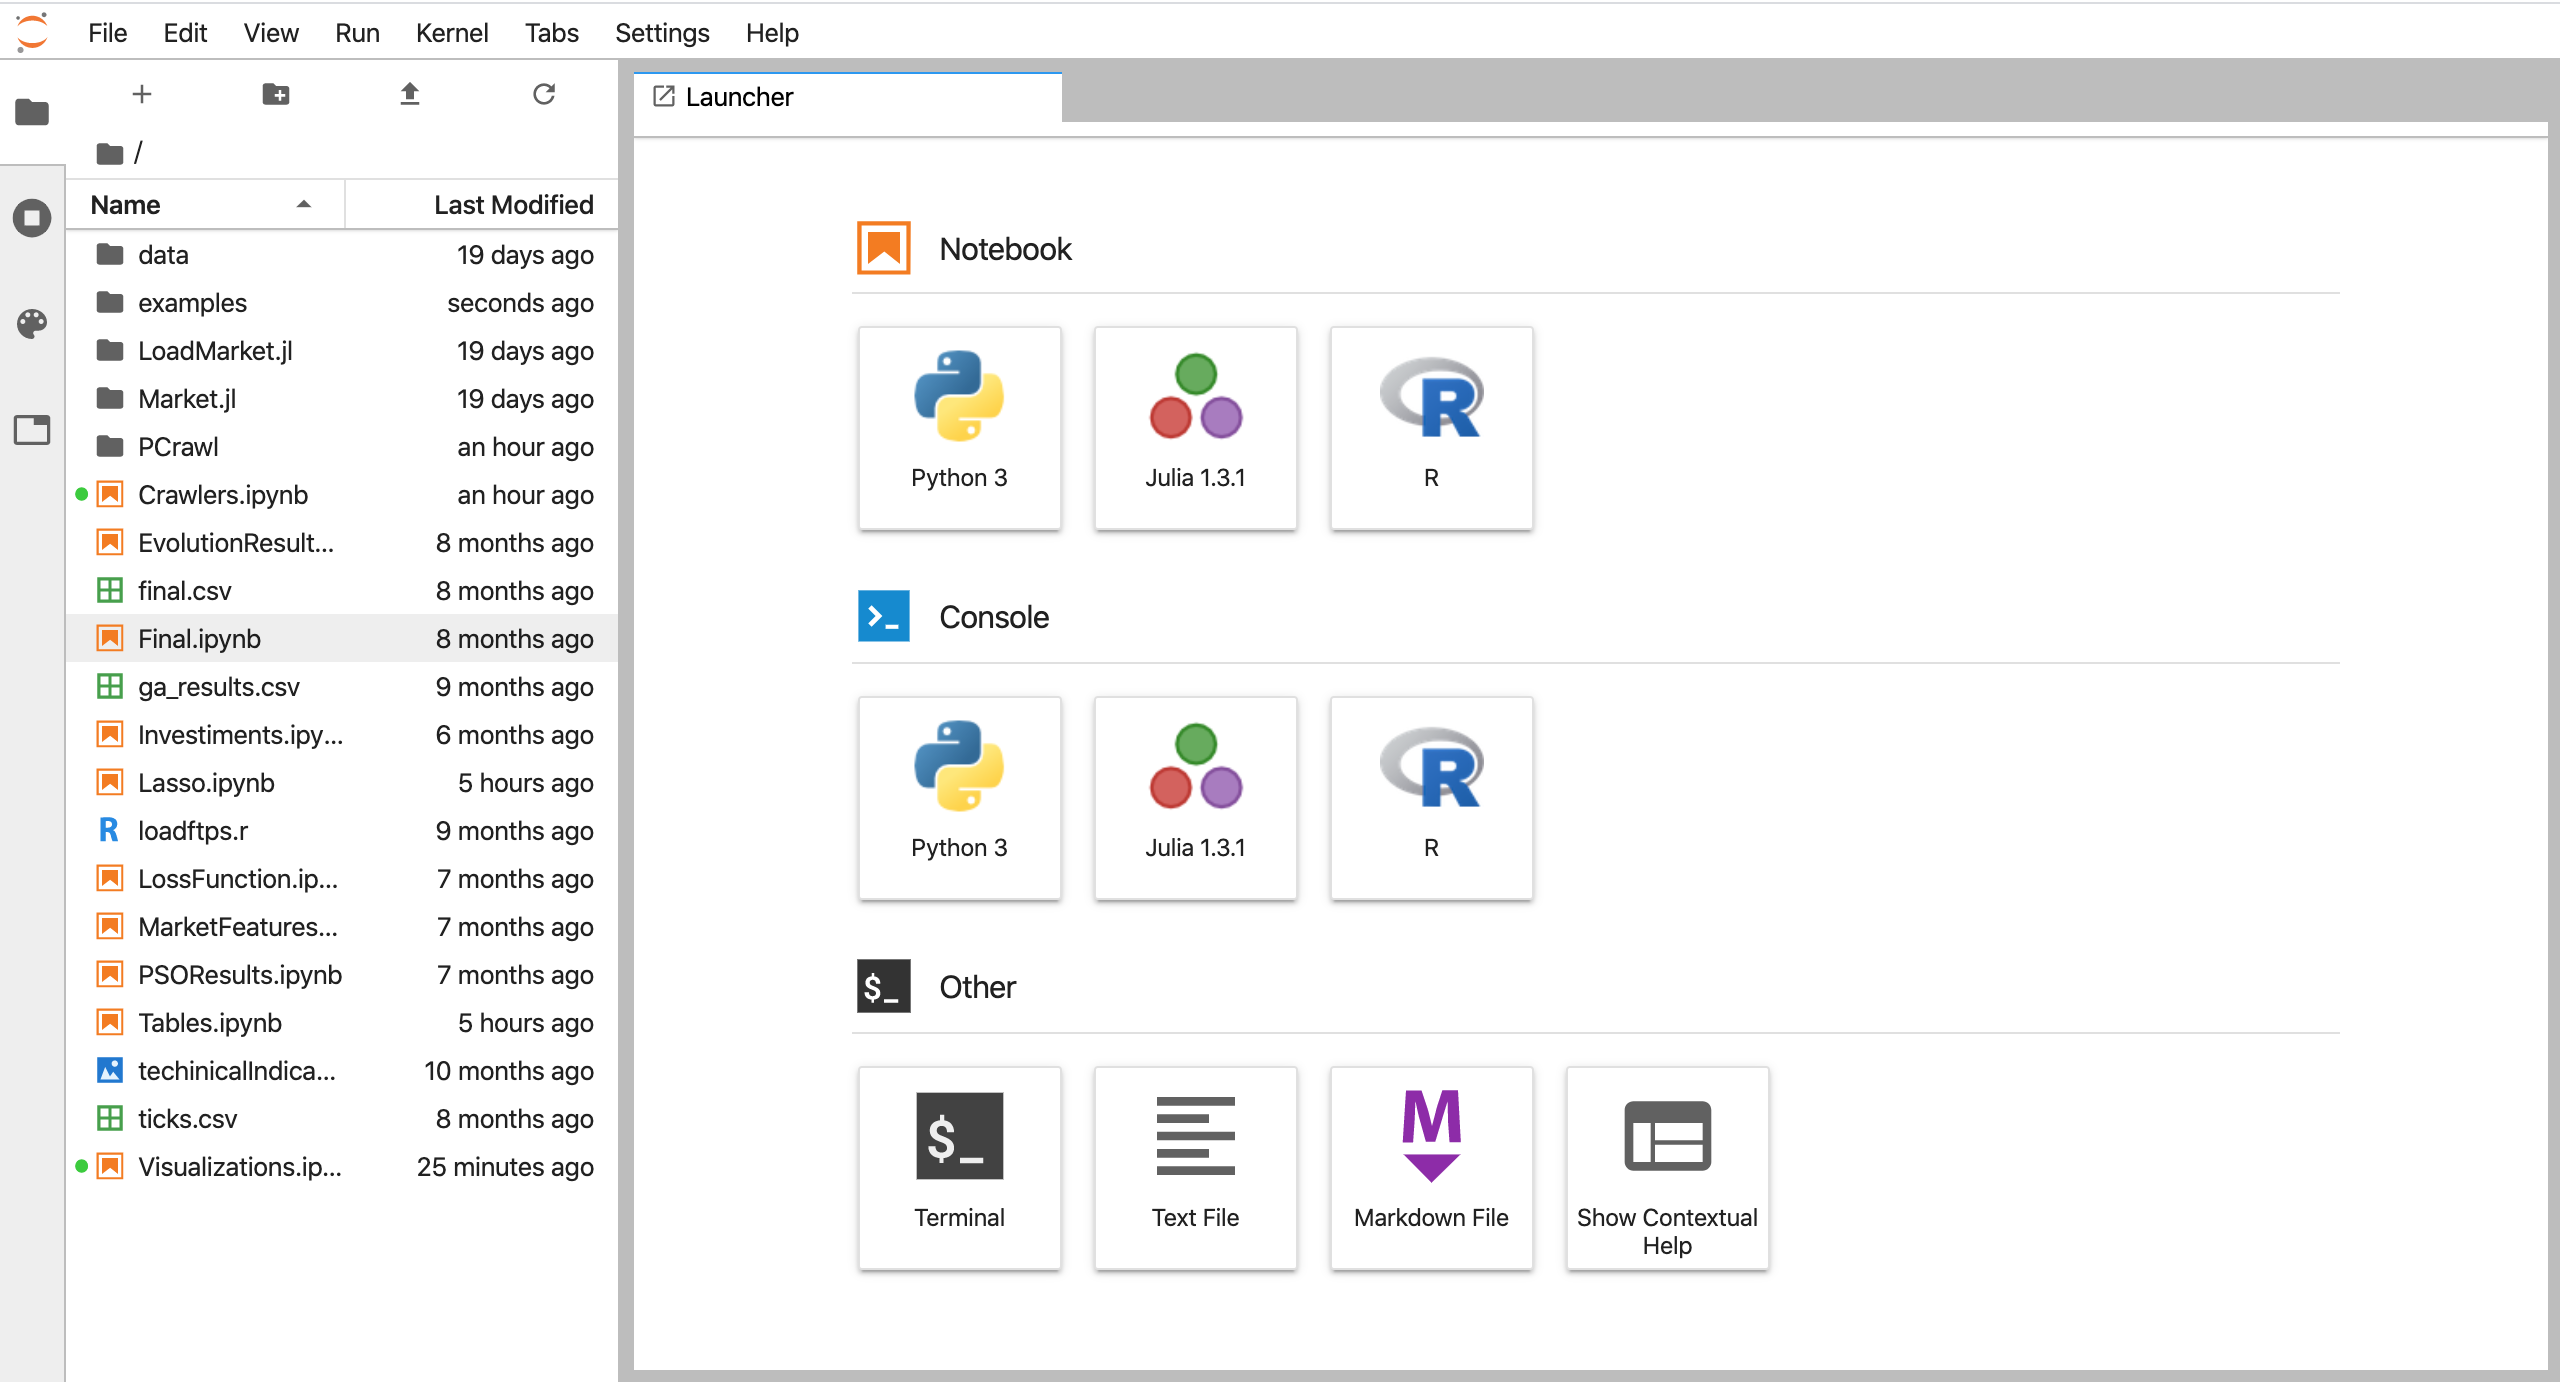 File Edit View Run Kernel Tabs Settings Help
/
Name Last Modified
data 19 days ago
examples seconds ago
LoadMarket.jl 19 days ago
Market.jl 19 days ago
PCrawl an hour ago
Crawlers.ipynb an hour ago
EvolutionResult... 8 months ago
final.csv 8 months ago
Final.ipynb 8 months ago
ga_results.csv 9 months ago
Investiments.ipy... 6 months ago
Lasso.ipynb 5 hours ago
R loadftps.r 9 months ago
LossFunction.ip... 7 months ago
MarketFeatures... 7 months ago
PSOResults.ipynb 7 months ago
Tables.ipynb 5 hours ago
techinicalIndica... 10 months ago
ticks.csv 8 months ago
Visualizations.ip... 25 minutes ago
Launcher
Notebook
R
Python 3 Julia 1.3.1 R
>_ Console
R
Python 3 Julia 1.3.1 R
$_ Other
$_ M
Terminal Text File Markdown File Show Contextual
Help